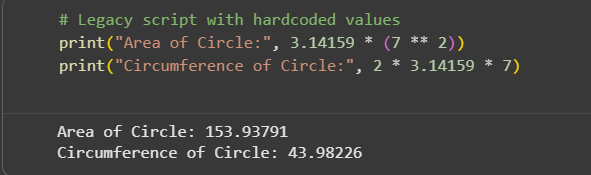 # Legacy script with hardcoded values
print("Area of Circle:", 3.14159 * (7 ** 2))
print("Circumference of Circle:", 2 * 3.14159 * 7)
Area of Circle: 153.93791
Circumference of Circle: 43.98226